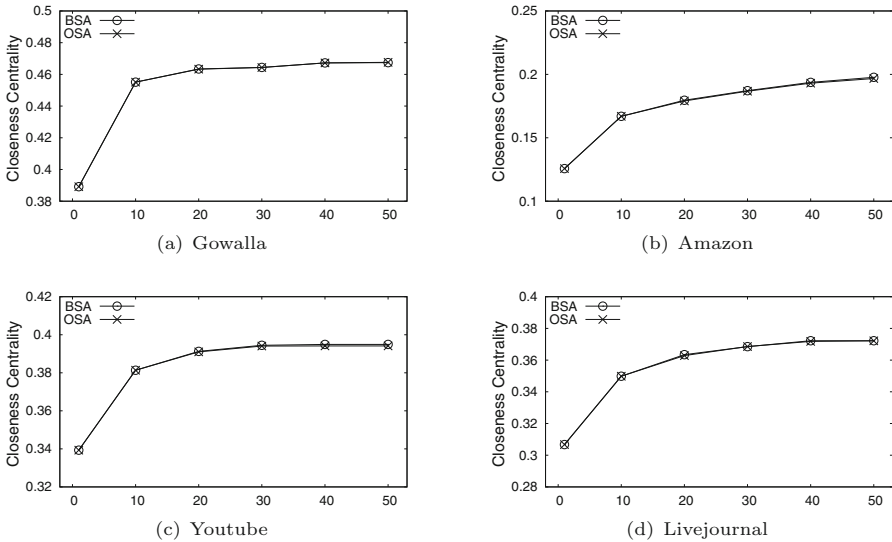 0.5
0.48
0.46
0.44
0.42
0.4
0.38
BSA
OSA
Closeness Centrality
0 10 20 30 40 50
(a) Gowalla
0.25
0.2
0.15
0.1
BSA
OSA
Closeness Centrality
0 10 20 30 40 50
(b) Amazon
0.42
0.4
0.38
0.36
0.34
0.32
BSA
OSA
Closeness Centrality
0 10 20 30 40 50
(c) Youtube
0.4
0.38
0.36
0.34
0.32
0.3
0.28
BSA
OSA
Closeness Centrality
0 10 20 30 40 50
(d) Livejournal